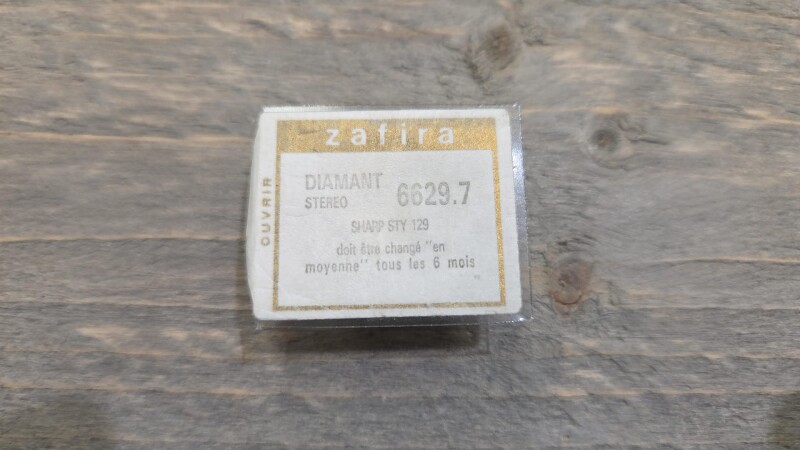 zafira
OUVRIR
DIAMANT
STEREO
6629.7
SHARP STY 129
doit être changé "en
moyenne" tous les 6 mois